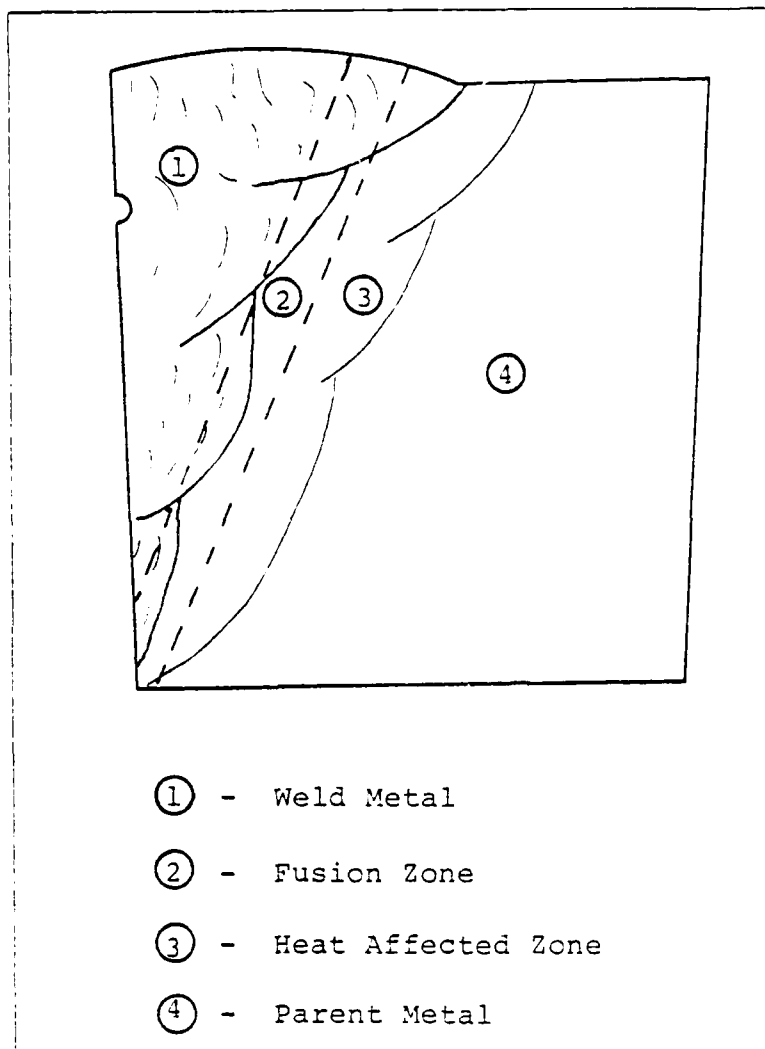 1
2
3
4
1 - Weld Metal
2 - Fusion Zone
3 - Heat Affected Zone
4 - Parent Metal